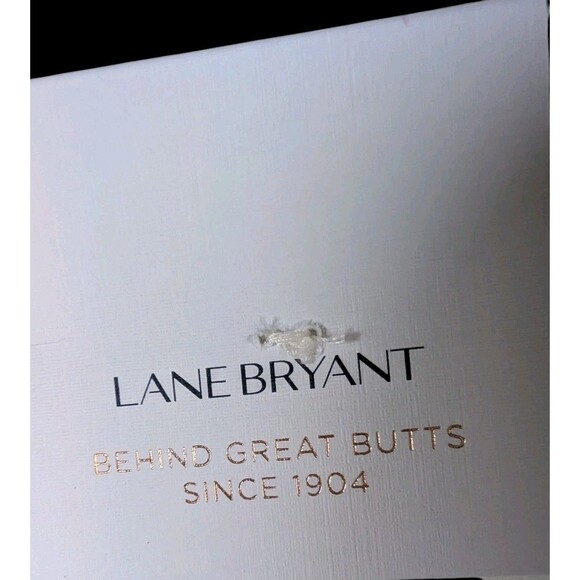 LANE BRYANT
BEHIND GREAT BUTTS
SINCE 1904